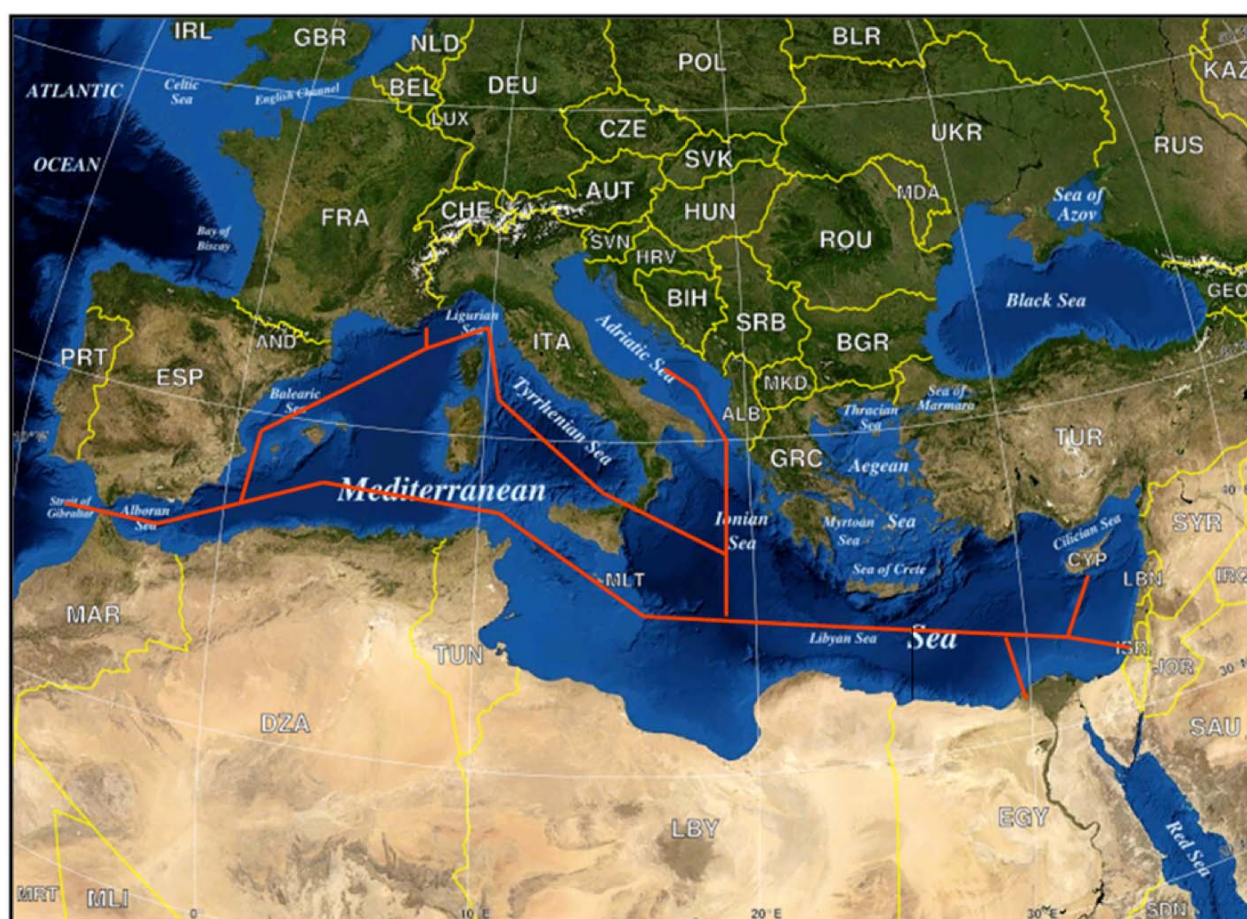 IRL
GBR
NLD
POL
BLR
KAZ
ATLANTIC
Celtic
Sea
English Channel
BEL
DEU
LUX
CZE
UKR
RUS
OCEAN
SVK
AUT
MDA
Sea of
Azov
FRA
CHE
HUN
Bay of
Biscay
SVN
HRV
ROU
GEO
BIH
Black Sea
Ligurian
Sea
ITA
Adriatic Sea
SRB
BGR
PRT
AND
ESP
MKD
Balearic
Sea
Tyrrhenian Sea
ALB
Thracian
Sea
Sea of
Marmara
TUR
GRC
Aegean
Sea
Mediterranean
Strait of
Gibraltar
Alboran
Sea
Ionian
Sea
Myrtoan
Sea
Cilician Sea
SYR
Sea of Crete
CYP
LBN
IRQ
MLT
MAR
Libyan Sea
Sea
ISR
JOR
30°N
TUN
DZA
SAU
LBY
EGY
Red Sea
MRT
MLI
0
10°E
20°E
30°E
SDN